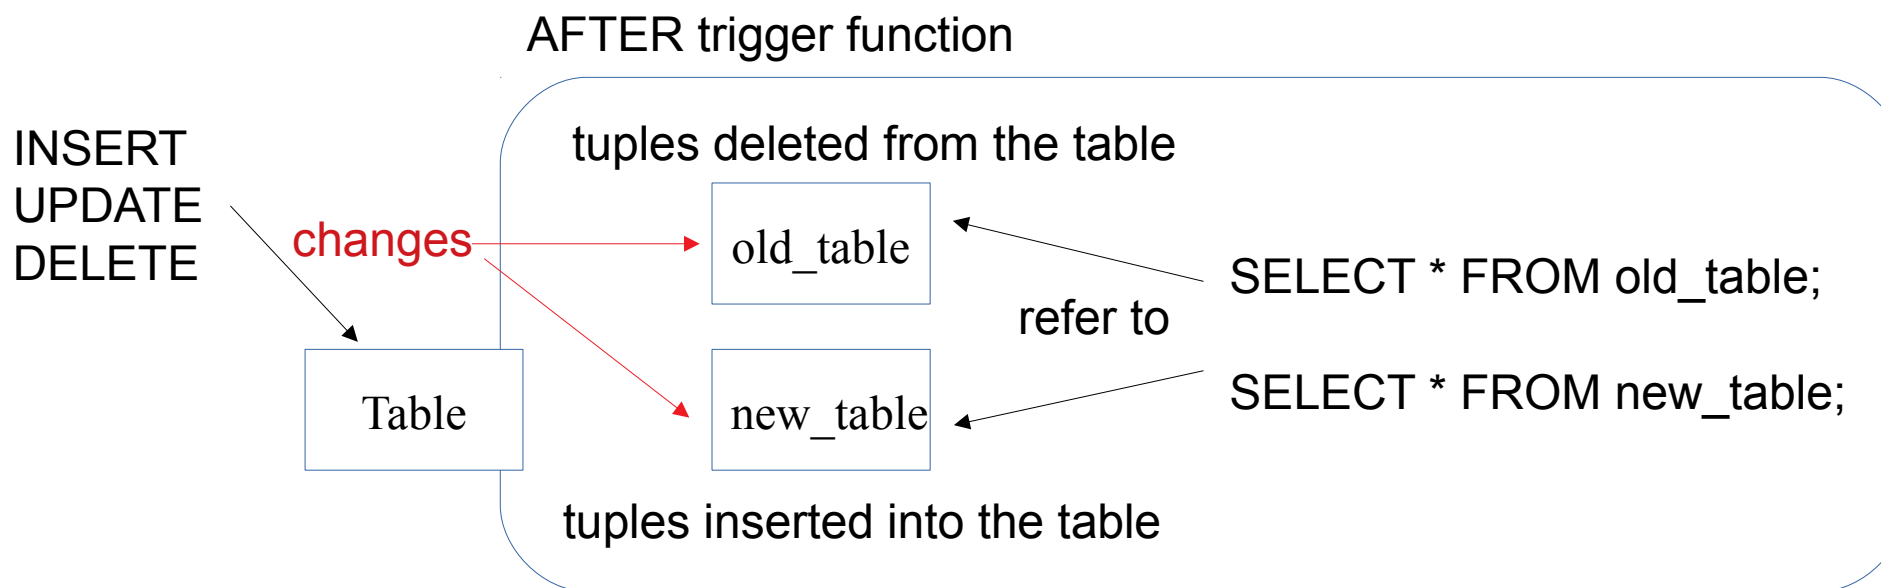 AFTER trigger function
INSERT
UPDATE
DELETE
tuples deleted from the table
changes
old_table
SELECT * FROM old_table;
refer to
Table
new_table
SELECT * FROM new_table;
tuples inserted into the table